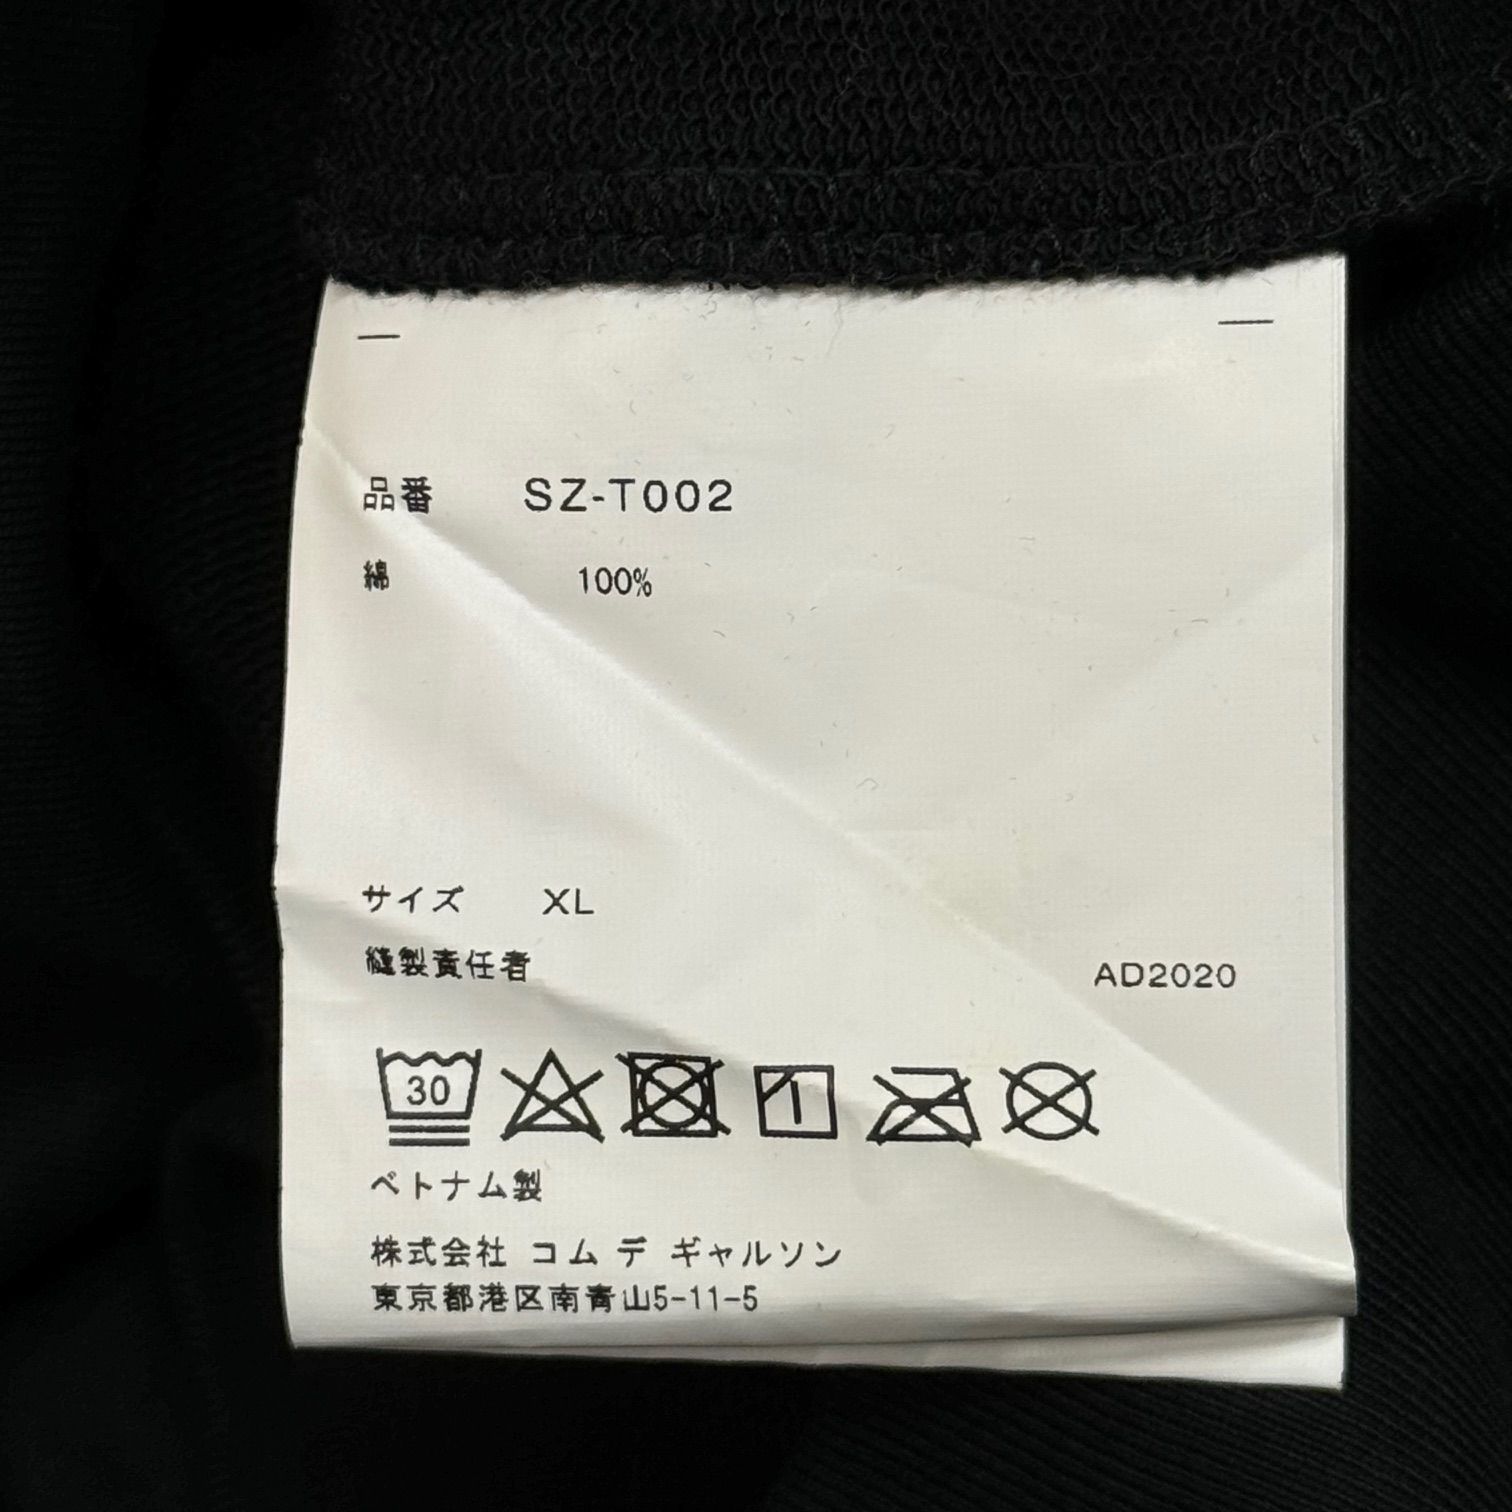 品番 SZ-T002
綿 100%
サイズ XL
縫製責任者 AD2020
30
ベトナム製
株式会社 コム デ ギャルソン
東京都港区南青山5-11-5